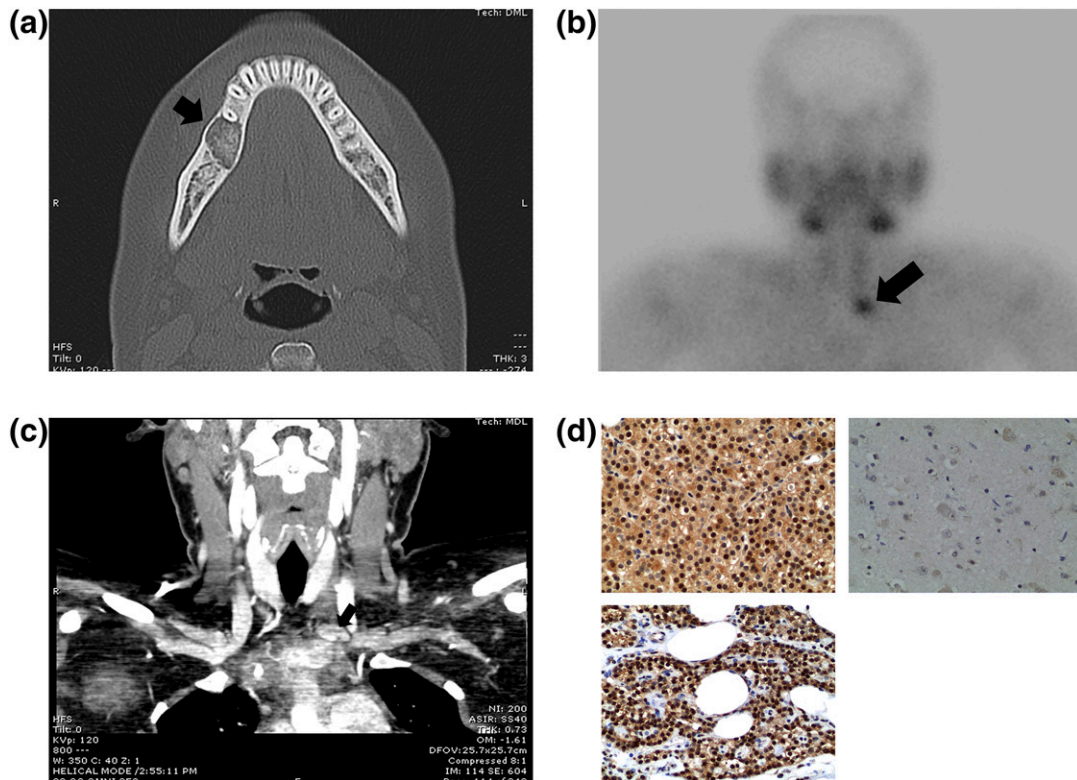 (a)
Tech: DML
R
L
HFS
Tilt: 0
KVp: 120 ---
---
---
THK: 3
(b)
(c)
Tech: MDL
R
HFS
Tilt: 0
KVp: 120
800 ---
W: 350 C: 40 Z: 1
HELICAL MODE /2:55:11 PM
NI: 200
ASIR: SS40
THK: 0.73
OM: -1.61
DFOV: 25.7x25.7cm
Compressed 8:1
IM: 114 SE: 604
(d)